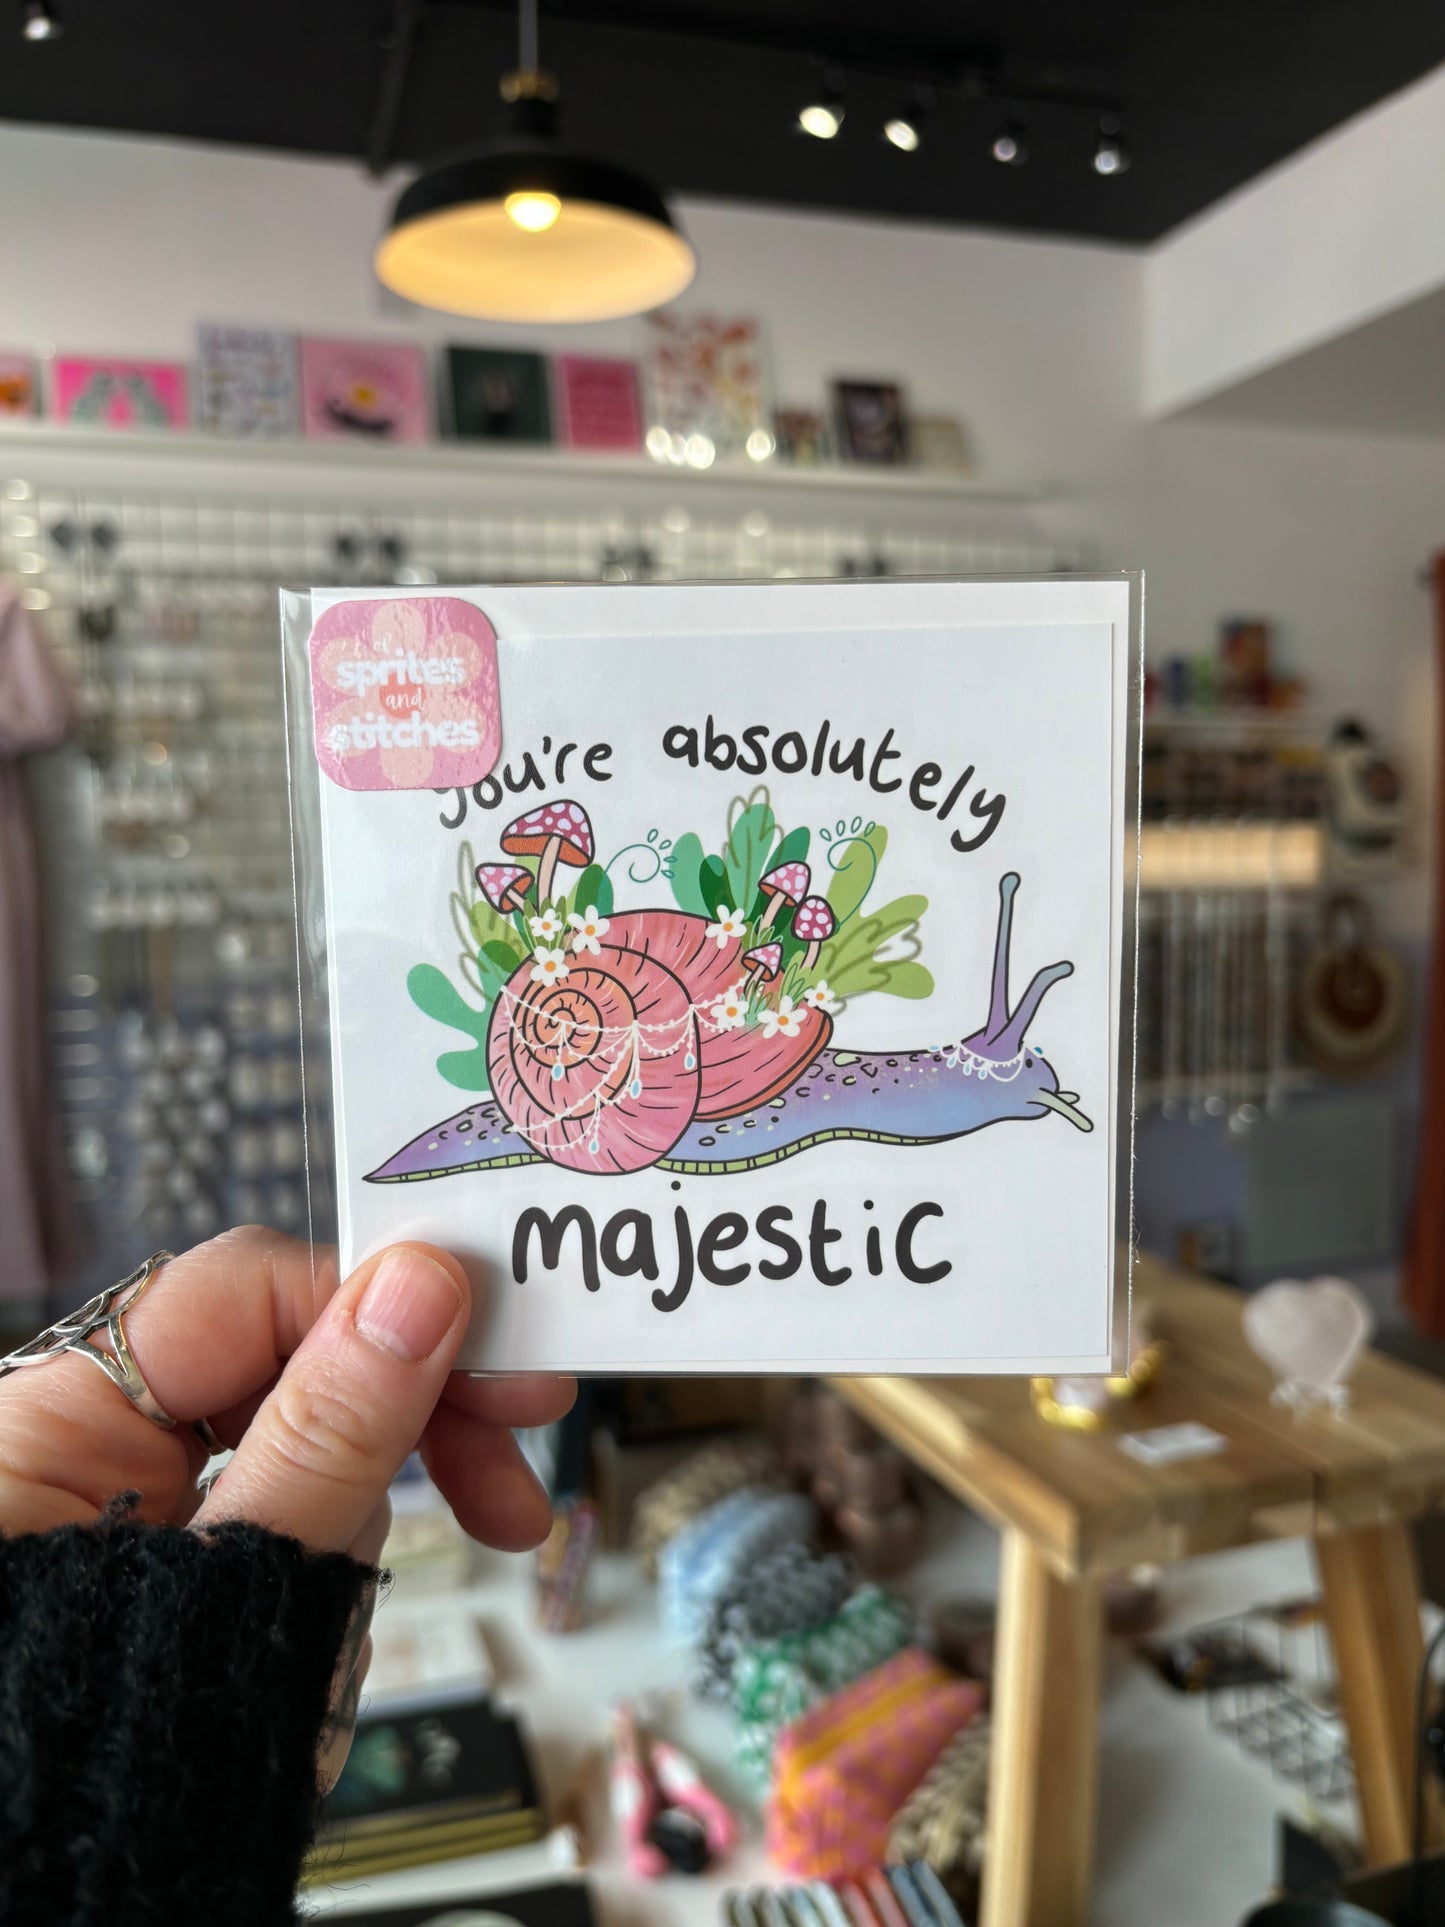 of
sprites
and
stitches
you're absolutely
majestic